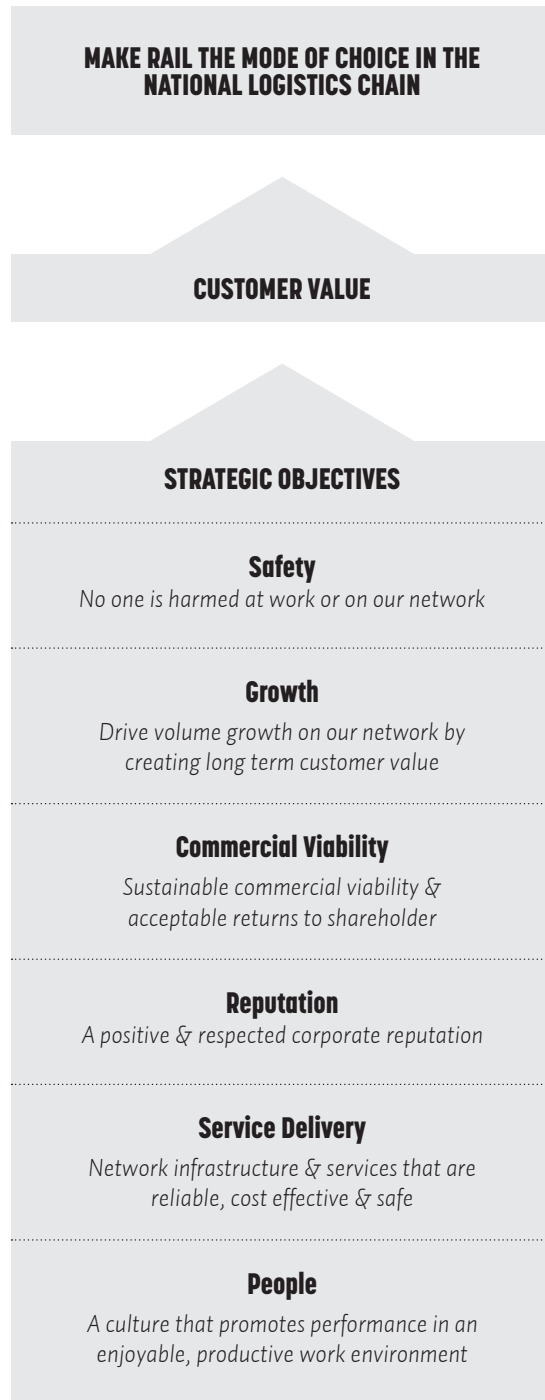 MAKE RAIL THE MODE OF CHOICE IN THE
NATIONAL LOGISTICS CHAIN
CUSTOMER VALUE
STRATEGIC OBJECTIVES
Safety
No one is harmed at work or on our network
Growth
Drive volume growth on our network by
creating long term customer value
Commercial Viability
Sustainable commercial viability &
acceptable returns to shareholder
Reputation
A positive & respected corporate reputation
Service Delivery
Network infrastructure & services that are
reliable, cost effective & safe
People
A culture that promotes performance in an
enjoyable, productive work environment